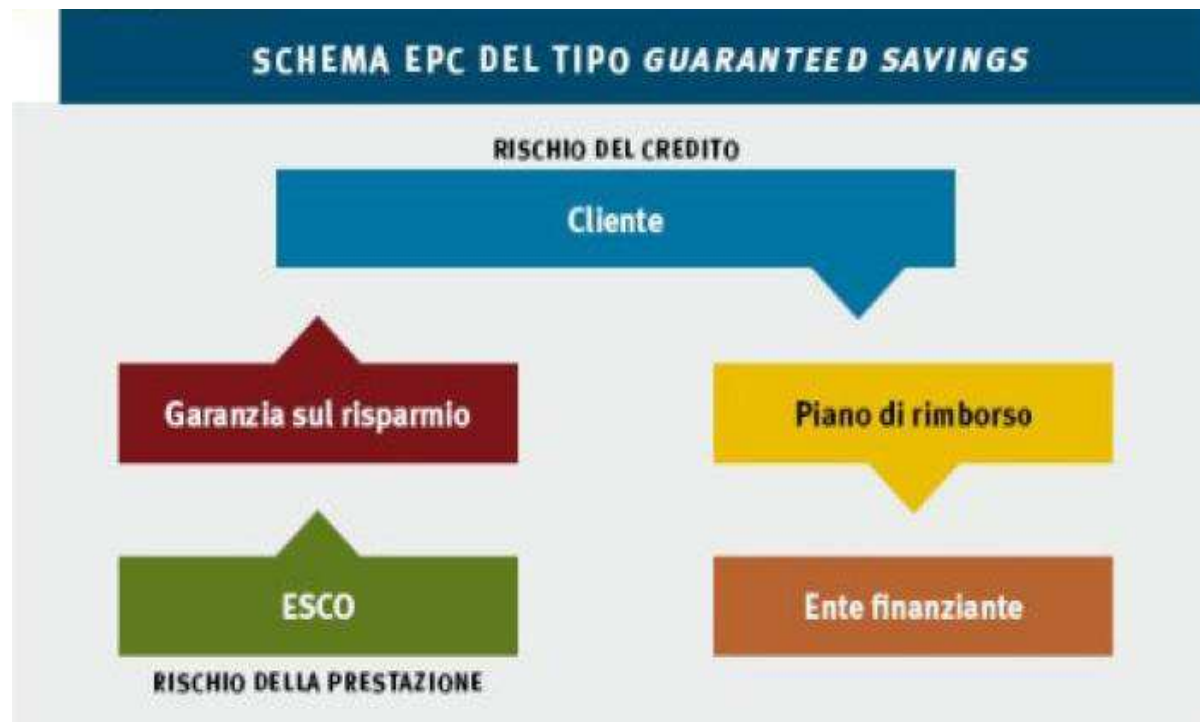 SCHEMA EPC DEL TIPO GUARANTEED SAVINGS
RISCHIO DEL CREDITO
Cliente
Garanzia sul risparmio
Piano di rimborso
ESCO
Ente finanziante
RISCHIO DELLA PRESTAZIONE